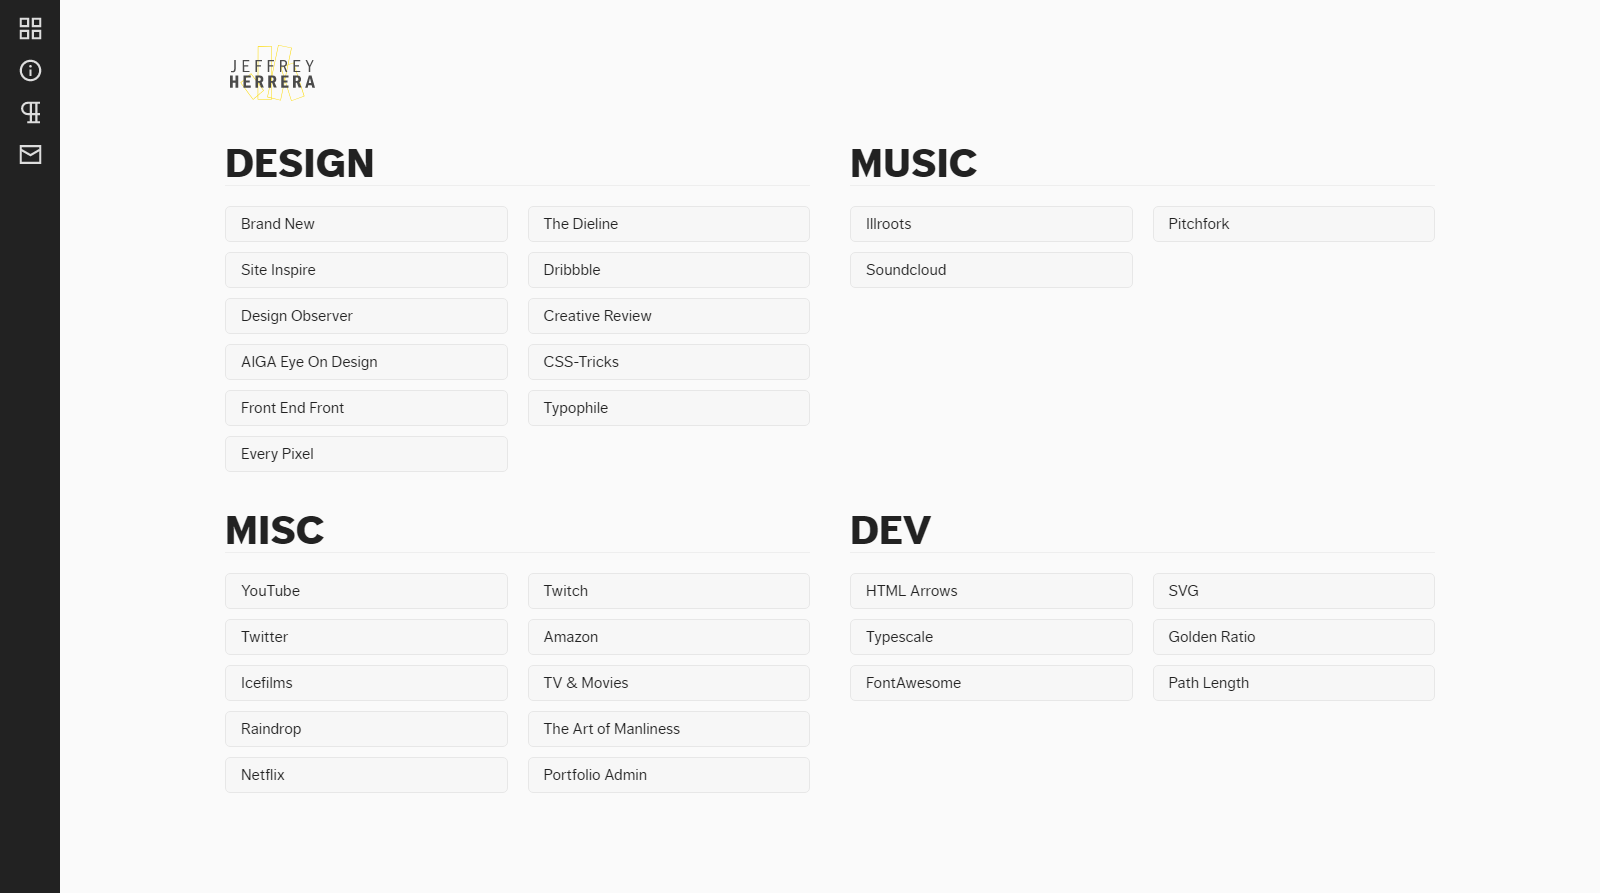 JEFFREY
HERRERA
DESIGN
Brand New
The Dieline
Site Inspire
Dribbble
Design Observer
Creative Review
AIGA Eye On Design
CSS-Tricks
Front End Front
Typophile
Every Pixel
MUSIC
Illroots
Pitchfork
Soundcloud
MISC
YouTube
Twitch
Twitter
Amazon
Icefilms
TV & Movies
Raindrop
The Art of Manliness
Netflix
Portfolio Admin
DEV
HTML Arrows
SVG
Typescale
Golden Ratio
FontAwesome
Path Length